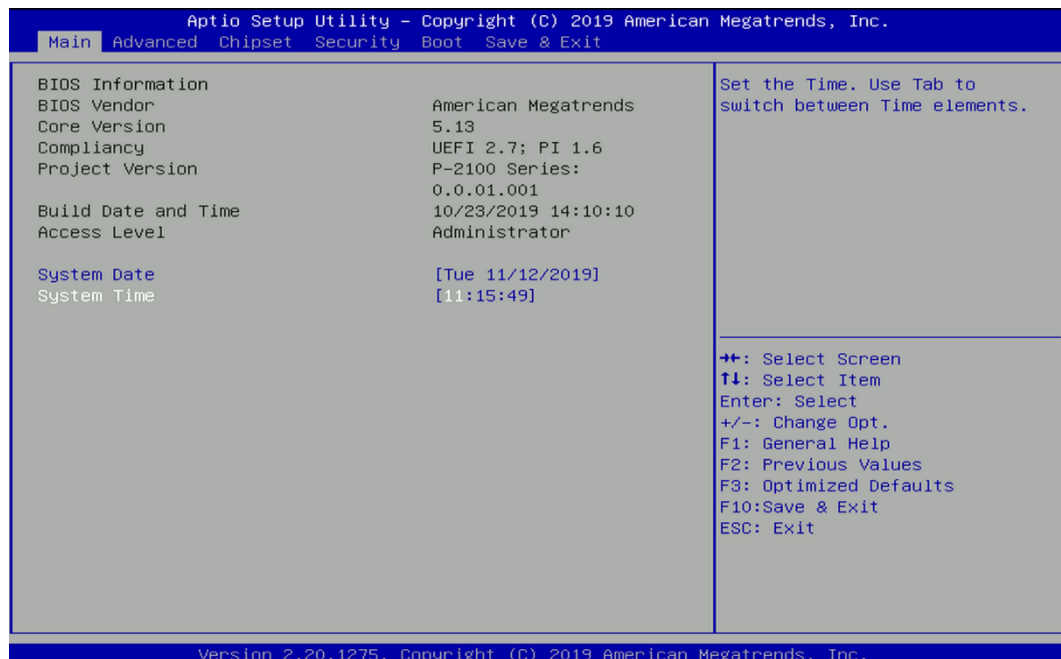 Aptio Setup Utility – Copyright (C) 2019 American Megatrends, Inc.
Main Advanced Chipset Security Boot Save & Exit
BIOS Information
BIOS Vendor American Megatrends
Core Version 5.13
Compliancy UEFI 2.7; PI 1.6
Project Version P-2100 Series:
0.0.01.001
Build Date and Time 10/23/2019 14:10:10
Access Level Administrator
System Date [Tue 11/12/2019]
System Time [11:15:49]
Set the Time. Use Tab to
switch between Time elements.
→←: Select Screen
↑↓: Select Item
Enter: Select
+/-: Change Opt.
F1: General Help
F2: Previous Values
F3: Optimized Defaults
F10:Save & Exit
ESC: Exit
Version 2.20.1275. Copyright (C) 2019 American Megatrends, Inc.